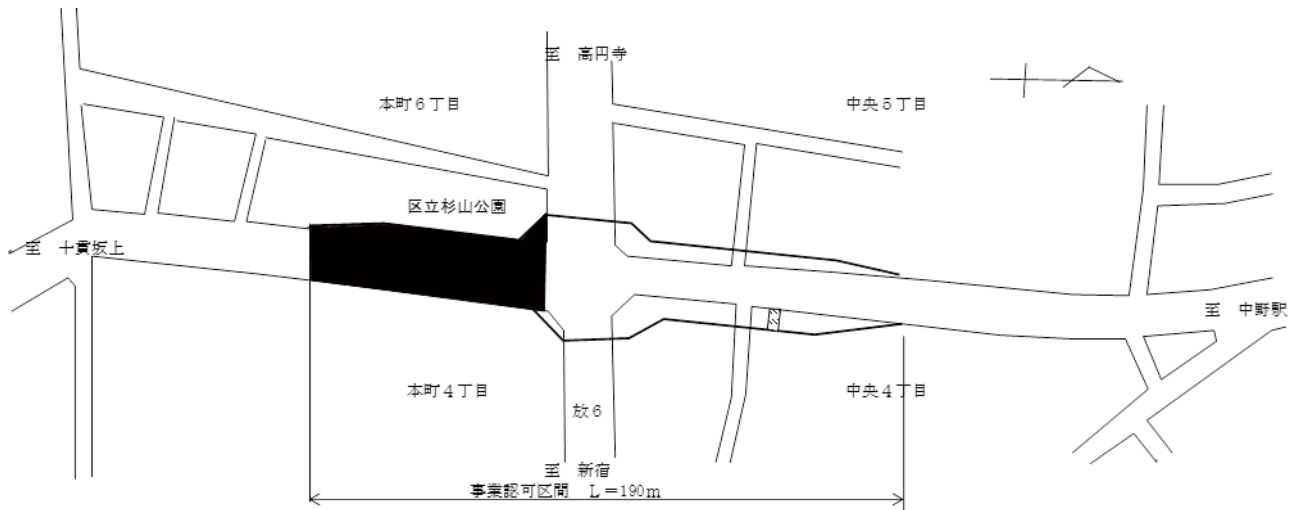 至　高円寺
本町６丁目
中央５丁目
区立杉山公園
至　十貫坂上
至　中野駅
本町４丁目
中央４丁目
放６
至　新宿
事業認可区間　Ｌ＝190ｍ